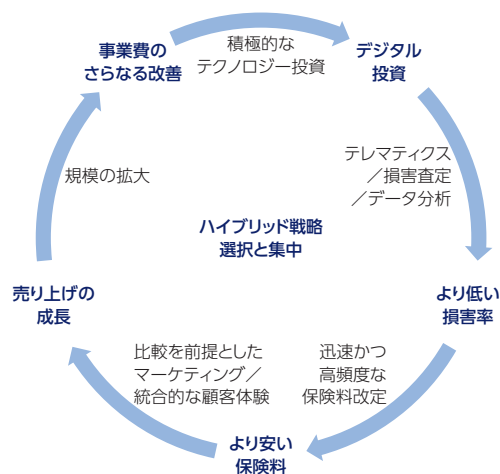 事業費の
さらなる改善
積極的な
テクノロジー投資
デジタル
投資
テレマティクス
／損害査定
／データ分析
規模の拡大
ハイブリッド戦略
選択と集中
売り上げの
成長
より低い
損害率
比較を前提とした
マーケティング／
統合的な顧客体験
迅速かつ
高頻度な
保険料改定
より安い
保険料